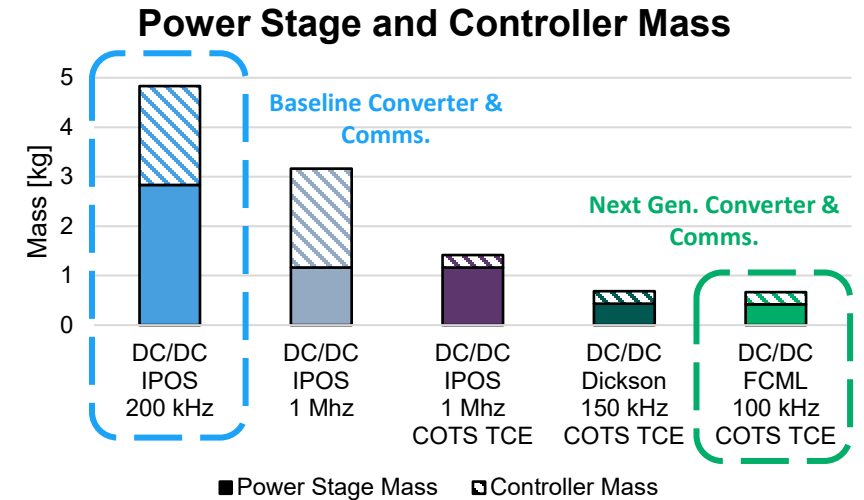 Power Stage and Controller Mass
Mass [kg]
5
4
3
2
1
0
Baseline Converter &
Comms.
Next Gen. Converter &
Comms.
DC/DC
IPOS
200 kHz
DC/DC
IPOS
1 Mhz
DC/DC
IPOS
1 Mhz
COTS TCE
DC/DC
Dickson
150 kHz
COTS TCE
DC/DC
FCML
100 kHz
COTS TCE
Power Stage Mass
Controller Mass